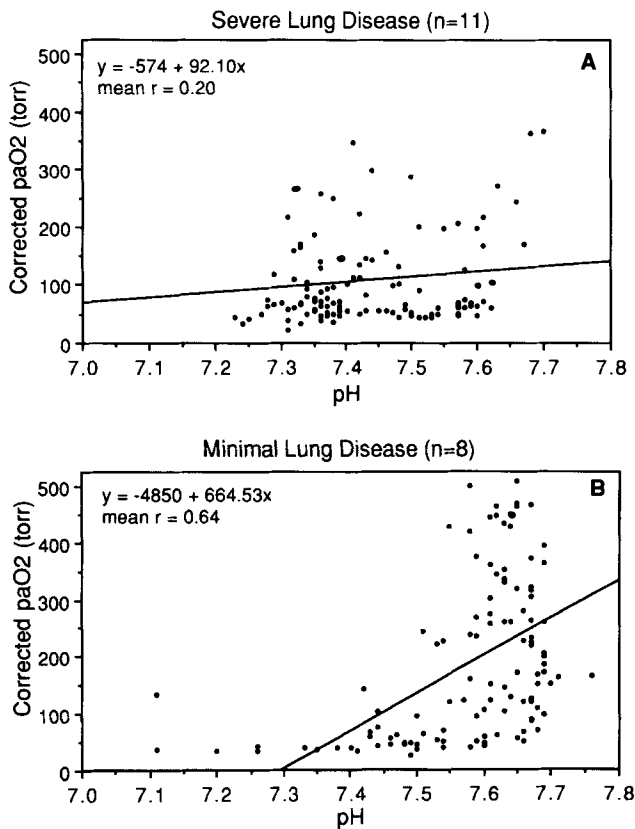 Severe Lung Disease (n=11)
A
y = -574 + 92.10x
mean r = 0.20
Corrected paO2 (torr)
500
400
300
200
100
0
7.0 7.1 7.2 7.3 7.4 7.5 7.6 7.7 7.8
pH
Minimal Lung Disease (n=8)
B
y = -4850 + 664.53x
mean r = 0.64
Corrected paO2 (torr)
500
400
300
200
100
0
7.0 7.1 7.2 7.3 7.4 7.5 7.6 7.7 7.8
pH